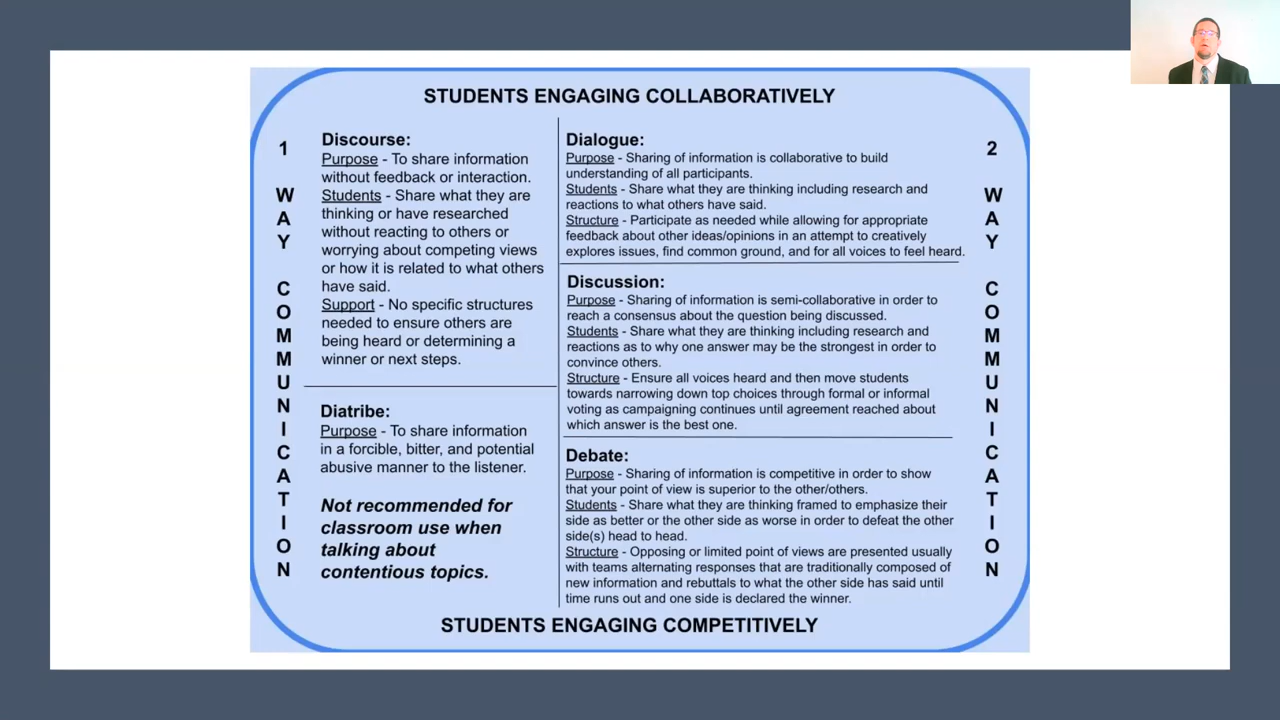 STUDENTS ENGAGING COLLABORATIVELY
1 WAY COMMUNICATION
Discourse:
Purpose - To share information
without feedback or interaction.
Students - Share what they are
thinking or have researched
without reacting to others or
worrying about competing views
or how it is related to what others
have said.
Support - No specific structures
needed to ensure others are
being heard or determining a
winner or next steps.
Diatribe:
Purpose - To share information
in a forcible, bitter, and potential
abusive manner to the listener.
Not recommended for
classroom use when
talking about
contentious topics.
Dialogue:
Purpose - Sharing of information is collaborative to build
understanding of all participants.
Students - Share what they are thinking including research and
reactions to what others have said.
Structure - Participate as needed while allowing for appropriate
feedback about other ideas/opinions in an attempt to creatively
explores issues, find common ground, and for all voices to feel heard.
Discussion:
Purpose - Sharing of information is semi-collaborative in order to
reach a consensus about the question being discussed.
Students - Share what they are thinking including research and
reactions as to why one answer may be the strongest in order to
convince others.
Structure - Ensure all voices heard and then move students
towards narrowing down top choices through formal or informal
voting as campaigning continues until agreement reached about
which answer is the best one.
Debate:
Purpose - Sharing of information is competitive in order to show
that your point of view is superior to the other/others.
Students - Share what they are thinking framed to emphasize their
side as better or the other side as worse in order to defeat the other
side(s) head to head.
Structure - Opposing or limited point of views are presented usually
with teams alternating responses that are traditionally composed of
new information and rebuttals to what the other side has said until
time runs out and one side is declared the winner.
2 WAY COMMUNICATION
STUDENTS ENGAGING COMPETITIVELY